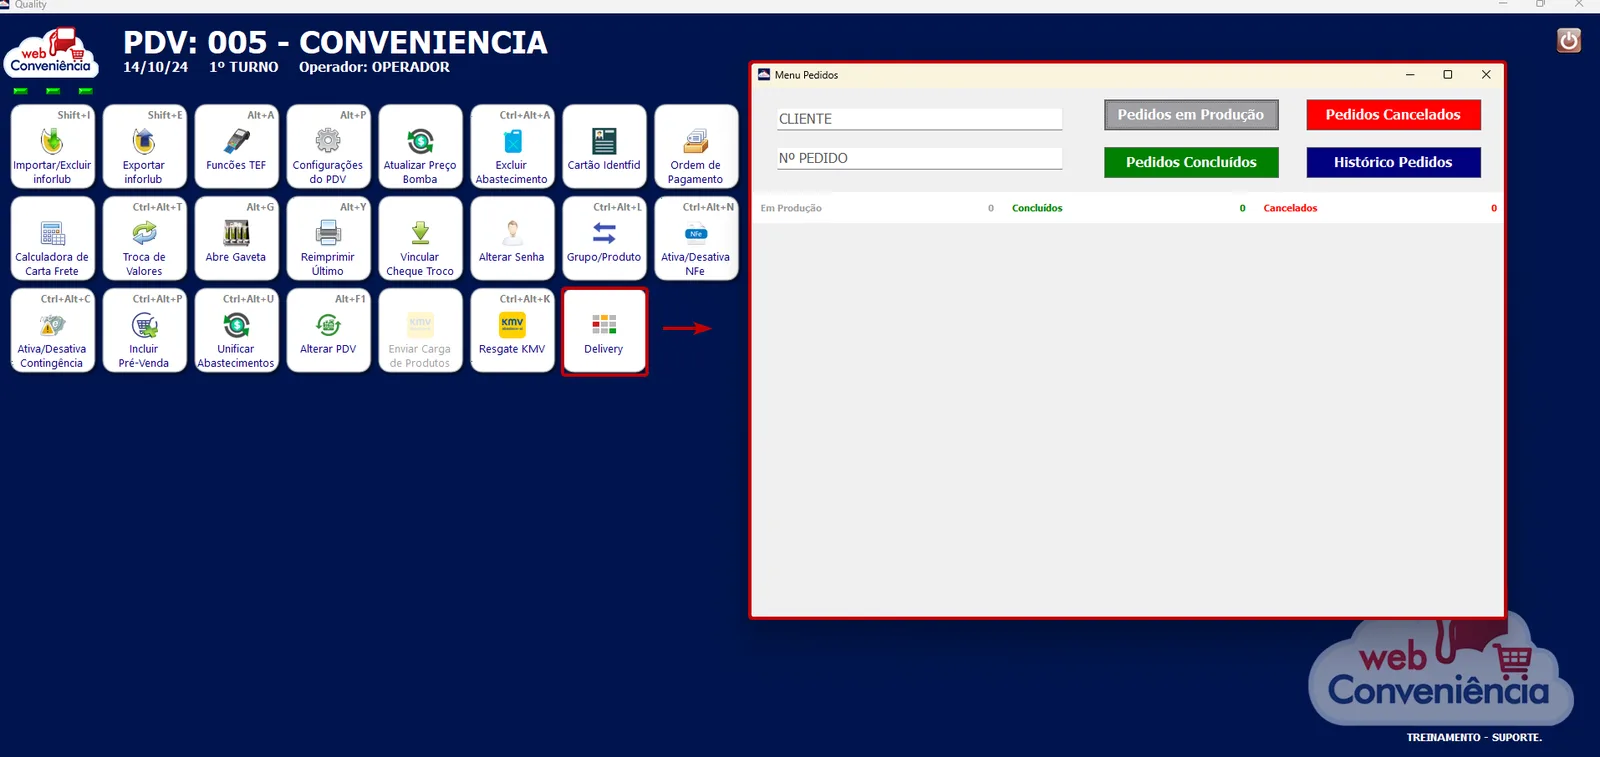 Quality
web
Conveniência
PDV: 005 - CONVENIENCIA
14/10/24 1º TURNO Operador: OPERADOR
Shift+I
Importar/Excluir
inforlub
Shift+E
Exportar
inforlub
Alt+A
Funcões TEF
Alt+P
Configurações
do PDV
Atualizar Preço
Bomba
Ctrl+Alt+A
Excluir
Abastecimento
Cartão Identfid
Ordem de
Pagamento
Calculadora de
Carta Frete
Ctrl+Alt+T
Troca de
Valores
Alt+G
Abre Gaveta
Alt+Y
Reimprimir
Último
Vincular
Cheque Troco
Alterar Senha
Ctrl+Alt+L
Grupo/Produto
Ctrl+Alt+N
NFe
Ativa/Desativa
NFe
Ctrl+Alt+C
Ativa/Desativa
Contingência
Ctrl+Alt+P
Incluir
Pré-Venda
Ctrl+Alt+U
Unificar
Abastecimentos
Alt+F1
Alterar PDV
KMV
Enviar Carga
de Produtos
Ctrl+Alt+K
KMV
Resgate KMV
Delivery
Menu Pedidos
CLIENTE
Nº PEDIDO
Pedidos em Produção
Pedidos Cancelados
Pedidos Concluídos
Histórico Pedidos
Em Produção 0 Concluídos 0 Cancelados 0
web
Conveniência
TREINAMENTO - SUPORTE.